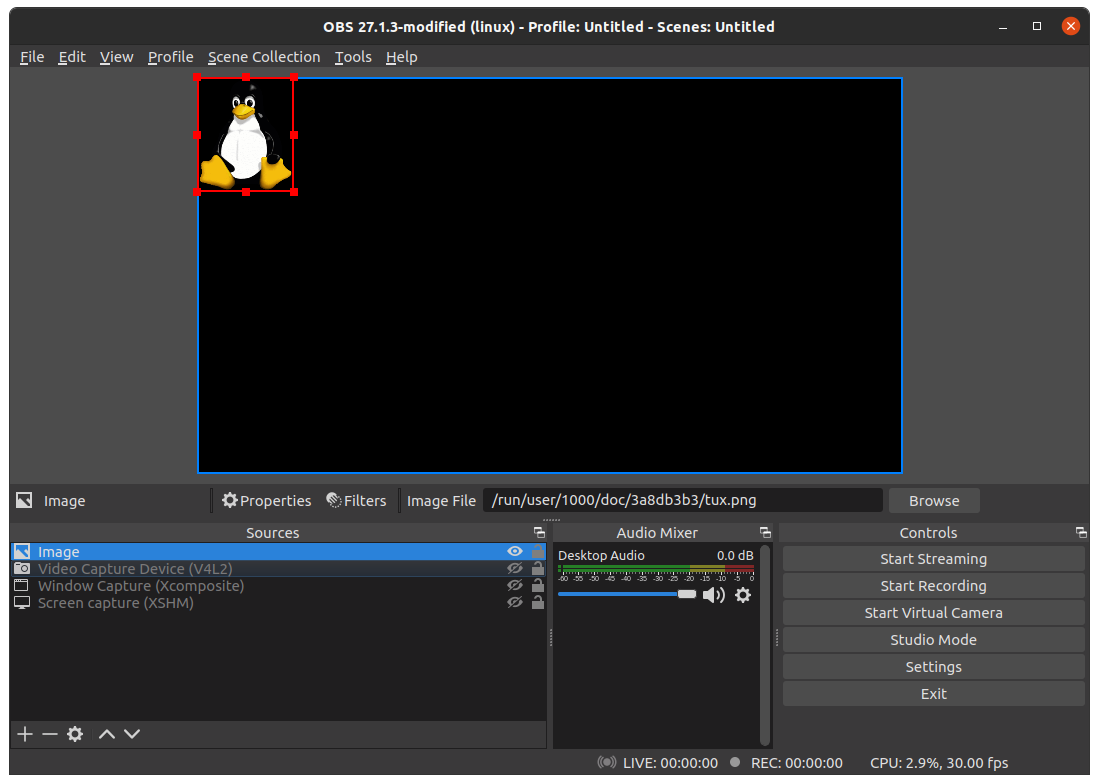 OBS 27.1.3-modified (linux) - Profile: Untitled - Scenes: Untitled
File Edit View Profile Scene Collection Tools Help
Image Properties Filters Image File /run/user/1000/doc/3a8db3b3/tux.png Browse
Sources
Image
Video Capture Device (V4L2)
Window Capture (Xcomposite)
Screen capture (XSHM)
Audio Mixer
Desktop Audio 0.0 dB
-60 -55 -50 -45 -40 -35 -30 -25 -20 -15 -10 -5 0
Controls
Start Streaming
Start Recording
Start Virtual Camera
Studio Mode
Settings
Exit
LIVE: 00:00:00 REC: 00:00:00 CPU: 2.9%, 30.00 fps